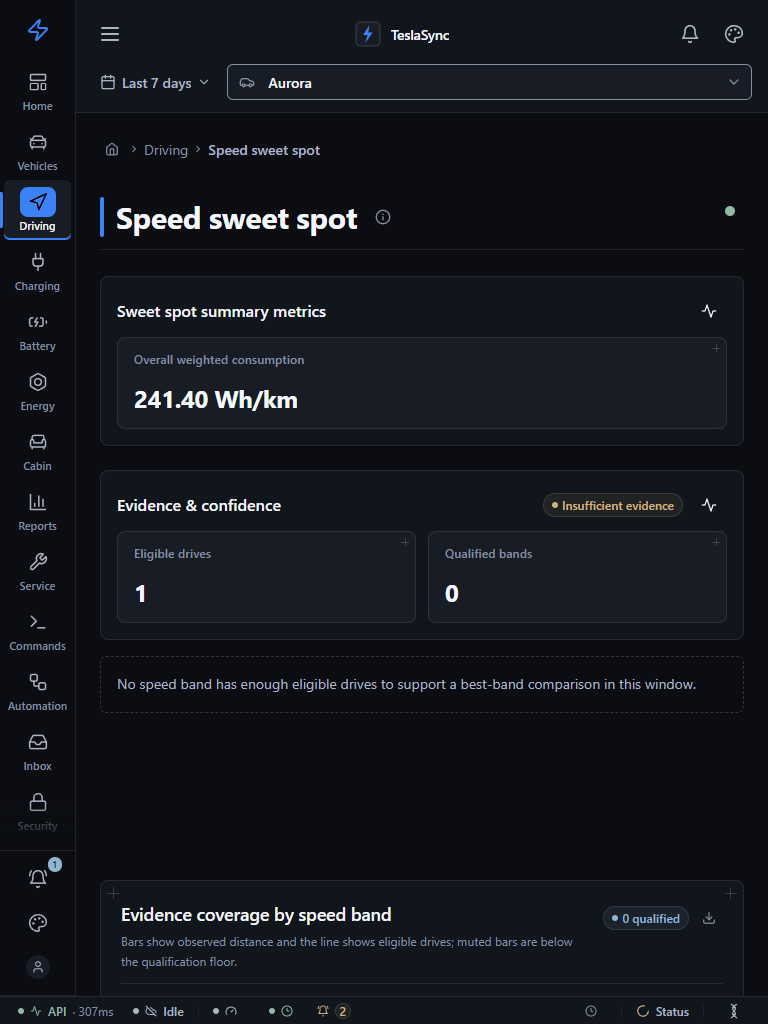 TeslaSync
Last 7 days
Aurora
Home
Vehicles
Driving
Charging
Battery
Energy
Cabin
Reports
Service
Commands
Automation
Inbox
Security
1
Driving
Speed sweet spot
Speed sweet spot
Sweet spot summary metrics
Overall weighted consumption
241.40 Wh/km
Evidence & confidence
Insufficient evidence
Eligible drives
1
Qualified bands
0
No speed band has enough eligible drives to support a best-band comparison in this window.
Evidence coverage by speed band
0 qualified
Bars show observed distance and the line shows eligible drives; muted bars are below
the qualification floor.
API · 307ms
Idle
2
Status